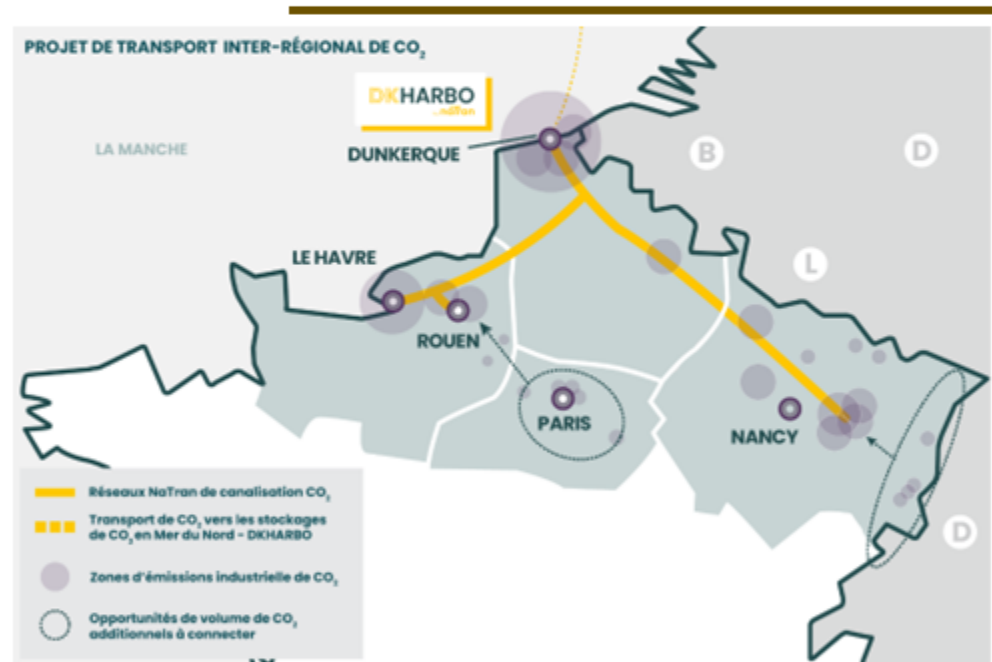 PROJET DE TRANSPORT INTER-RÉGIONAL DE CO₂
DKHARBO
NaTran
DUNKERQUE
LA MANCHE
B
D
LE HAVRE
L
ROUEN
PARIS
NANCY
D
Réseaux NaTran de canalisation CO₂
Transport de CO₂ vers les stockages
de CO₂ en Mer du Nord - DKHARBO
Zones d'émissions industrielle de CO₂
Opportunités de volume de CO₂
additionnels à connecter